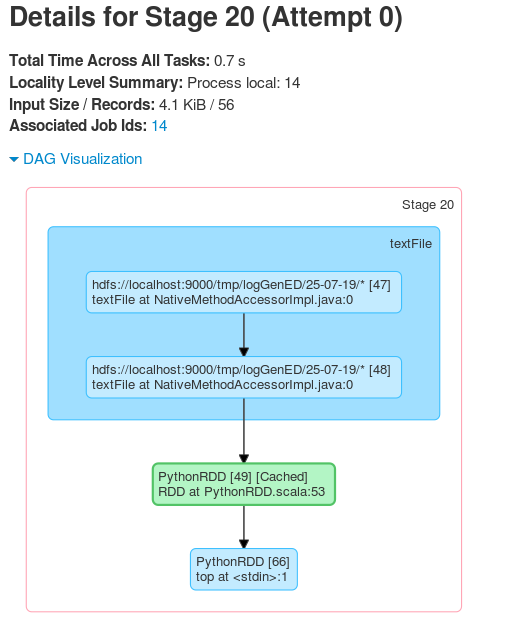 Details for Stage 20 (Attempt 0)
Total Time Across All Tasks: 0.7 s
Locality Level Summary: Process local: 14
Input Size / Records: 4.1 KiB / 56
Associated Job Ids: 14
DAG Visualization
Stage 20
textFile
hdfs://localhost:9000/tmp/logGenED/25-07-19/* [47]
textFile at NativeMethodAccessorImpl.java:0
hdfs://localhost:9000/tmp/logGenED/25-07-19/* [48]
textFile at NativeMethodAccessorImpl.java:0
PythonRDD [49] [Cached]
RDD at PythonRDD.scala:53
PythonRDD [66]
top at <stdin>:1